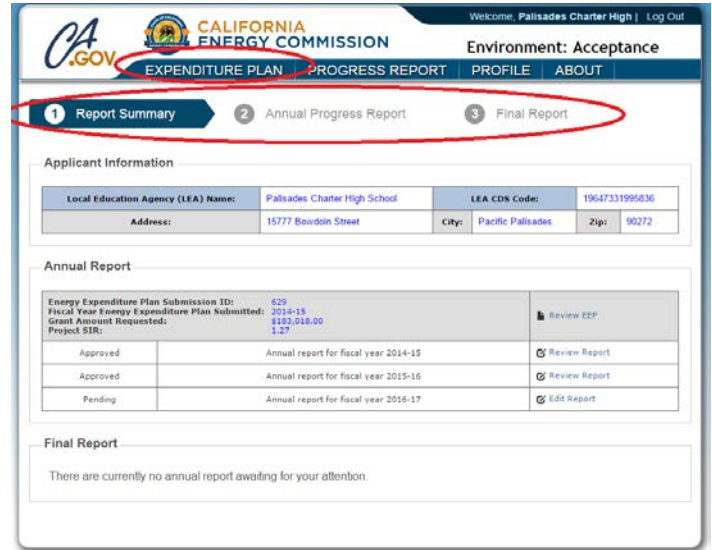 Welcome, Palisades Charter High | Log Out
CA
.GOV
CALIFORNIA
ENERGY COMMISSION
Environment: Acceptance
EXPENDITURE PLAN PROGRESS REPORT PROFILE ABOUT
1 Report Summary 2 Annual Progress Report 3 Final Report
Applicant Information
Local Education Agency (LEA) Name: Palisades Charter High School LEA CDS Code: 19647331995836
Address: 15777 Bowdoin Street City: Pacific Palisades Zip: 90272
Annual Report
Energy Expenditure Plan Submission ID: 629
Fiscal Year Energy Expenditure Plan Submitted: 2014-15
Grant Amount Requested: $183,018.00
Project SIR: 1.27
Review EEP
Approved Annual report for fiscal year 2014-15 Review Report
Approved Annual report for fiscal year 2015-16 Review Report
Pending Annual report for fiscal year 2016-17 Edit Report
Final Report
There are currently no annual report awaiting for your attention.